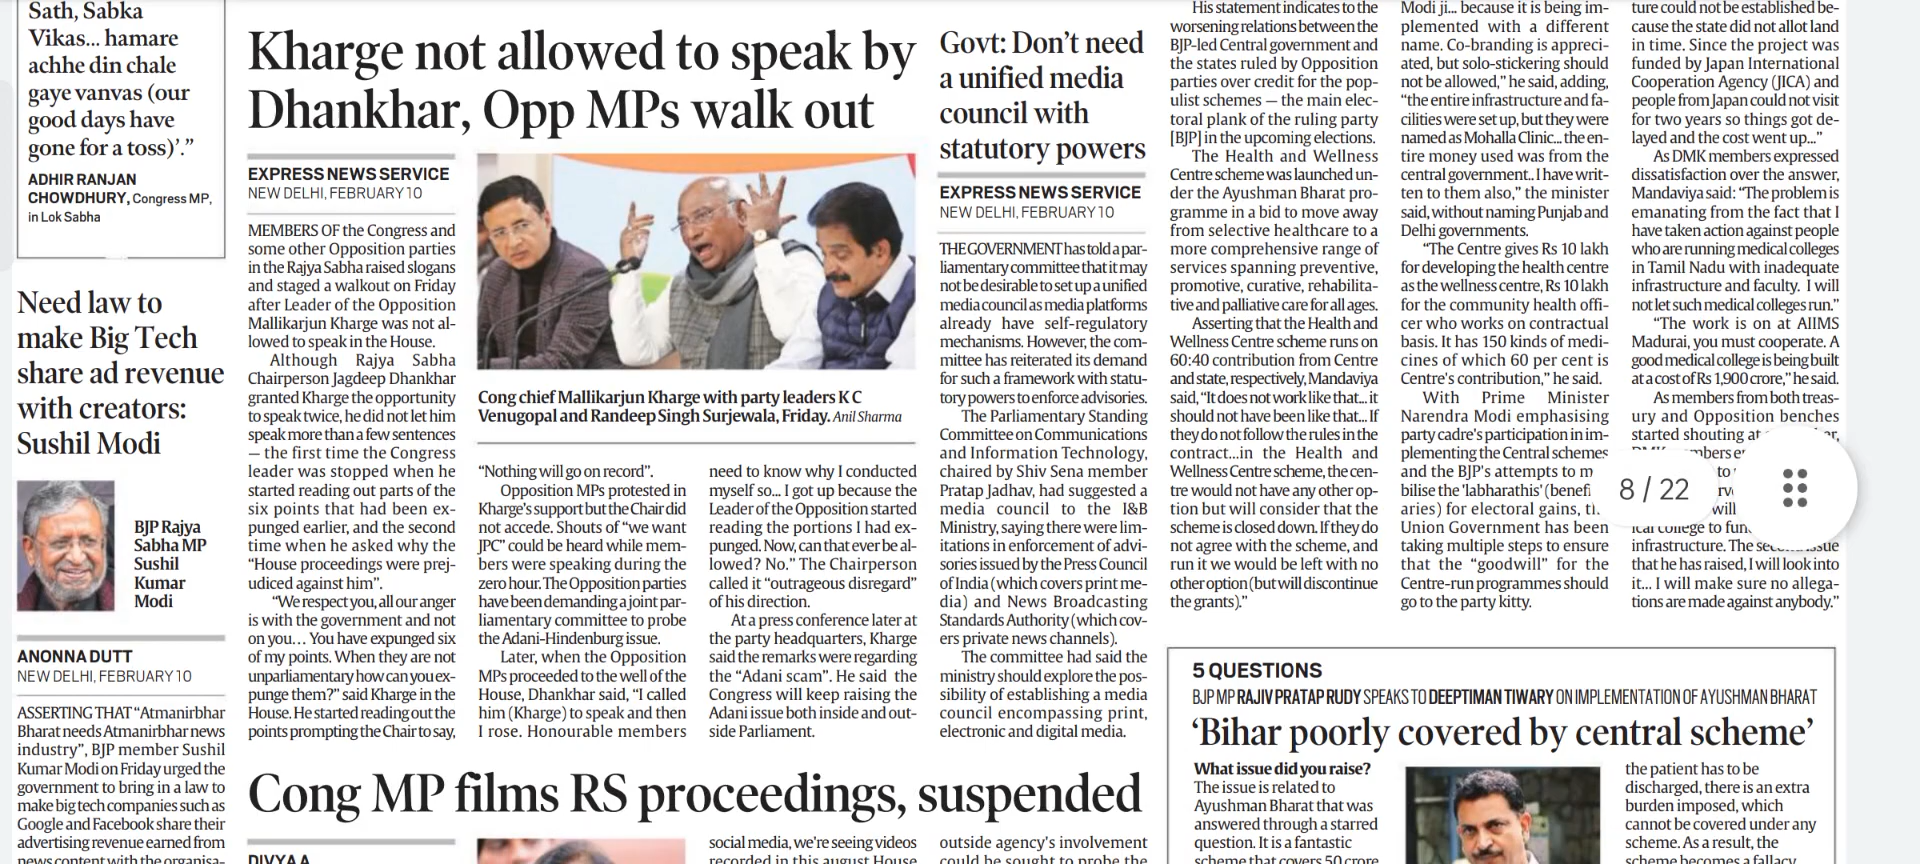 Sath, Sabka
Vikas... hamare
achhe din chale
gaye vanvas (our
good days have
gone for a toss)’.”
ADHIR RANJAN
CHOWDHURY, Congress MP,
in Lok Sabha
Need law to
make Big Tech
share ad revenue
with creators:
Sushil Modi
BJP Rajya
Sabha MP
Sushil
Kumar
Modi
ANONNA DUTT
NEW DELHI, FEBRUARY 10
ASSERTING THAT “Atmanirbhar
Bharat needs Atmanirbhar news
industry”, BJP member Sushil
Kumar Modi on Friday urged the
government to bring in a law to
make big tech companies such as
Google and Facebook share their
advertising revenue earned from
news content with the organisa-
Kharge not allowed to speak by
Dhankhar, Opp MPs walk out
EXPRESS NEWS SERVICE
NEW DELHI, FEBRUARY 10
MEMBERS OF the Congress and
some other Opposition parties
in the Rajya Sabha raised slogans
and staged a walkout on Friday
after Leader of the Opposition
Mallikarjun Kharge was not al-
lowed to speak in the House.
Although Rajya Sabha
Chairperson Jagdeep Dhankhar
granted Kharge the opportunity
to speak twice, he did not let him
speak more than a few sentences
— the first time the Congress
leader was stopped when he
started reading out parts of the
six points that had been ex-
punged earlier, and the second
time when he asked why the
“House proceedings were prej-
udiced against him”.
“We respect you, all our anger
is with the government and not
on you... You have expunged six
of my points. When they are not
unparliamentary how can you ex-
punge them?” said Kharge in the
House. He started reading out the
points prompting the Chair to say,
Cong chief Mallikarjun Kharge with party leaders K C
Venugopal and Randeep Singh Surjewala, Friday. Anil Sharma
“Nothing will go on record”.
Opposition MPs protested in
Kharge’s support but the Chair did
not accede. Shouts of “we want
JPC” could be heard while mem-
bers were speaking during the
zero hour. The Opposition parties
have been demanding a joint par-
liamentary committee to probe
the Adani-Hindenburg issue.
Later, when the Opposition
MPs proceeded to the well of the
House, Dhankhar said, “I called
him (Kharge) to speak and then
I rose. Honourable members
need to know why I conducted
myself so... I got up because the
Leader of the Opposition started
reading the portions I had ex-
punged. Now, can that ever be al-
lowed? No.” The Chairperson
called it “outrageous disregard”
of his direction.
At a press conference later at
the party headquarters, Kharge
said the remarks were regarding
the “Adani scam”. He said the
Congress will keep raising the
Adani issue both inside and out-
side Parliament.
Govt: Don’t need
a unified media
council with
statutory powers
EXPRESS NEWS SERVICE
NEW DELHI, FEBRUARY 10
THE GOVERNMENT has told a par-
liamentary committee that it may
not be desirable to set up a unified
media council as media platforms
already have self-regulatory
mechanisms. However, the com-
mittee has reiterated its demand
for such a framework with statu-
tory powers to enforce advisories.
The Parliamentary Standing
Committee on Communications
and Information Technology,
chaired by Shiv Sena member
Pratap Jadhav, had suggested a
media council to the I&B
Ministry, saying there were lim-
itations in enforcement of advi-
sories issued by the Press Council
of India (which covers print me-
dia) and News Broadcasting
Standards Authority (which cov-
ers private news channels).
The committee had said the
ministry should explore the pos-
sibility of establishing a media
council encompassing print,
electronic and digital media.
His statement indicates to the
worsening relations between the
BJP-led Central government and
the states ruled by Opposition
parties over credit for the pop-
ulist schemes — the main elec-
toral plank of the ruling party
[BJP] in the upcoming elections.
The Health and Wellness
Centre scheme was launched un-
der the Ayushman Bharat pro-
gramme in a bid to move away
from selective healthcare to a
more comprehensive range of
services spanning preventive,
promotive, curative, rehabilita-
tive and palliative care for all ages.
Asserting that the Health and
Wellness Centre scheme runs on
60:40 contribution from Centre
and state, respectively, Mandaviya
said, “It does not work like that... it
should not have been like that... If
they do not follow the rules in the
contract...in the Health and
Wellness Centre scheme, the cen-
tre would not have any other op-
tion but will consider that the
scheme is closed down. If they do
not agree with the scheme, and
run it we would be left with no
other option (but will discontinue
the grants).”
Modi ji... because it is being im-
plemented with a different
name. Co-branding is appreci-
ated, but solo-stickering should
not be allowed,” he said, adding,
“the entire infrastructure and fa-
cilities were set up, but they were
named as Mohalla Clinic... the en-
tire money used was from the
central government.. I have writ-
ten to them also,” the minister
said, without naming Punjab and
Delhi governments.
“The Centre gives Rs 10 lakh
for developing the health centre
as the wellness centre, Rs 10 lakh
for the community health offi-
cer who works on contractual
basis. It has 150 kinds of medi-
cines of which 60 per cent is
Centre’s contribution,” he said.
With Prime Minister
Narendra Modi emphasising
party cadre’s participation in im-
plementing the Central schemes
and the BJP’s attempts to m
bilise the ‘labharathis’ (benefi
aries) for electoral gains, t
Union Government has been
taking multiple steps to ensure
that the “goodwill” for the
Centre-run programmes should
go to the party kitty.
ture could not be established be-
cause the state did not allot land
in time. Since the project was
funded by Japan International
Cooperation Agency (JICA) and
people from Japan could not visit
for two years so things got de-
layed and the cost went up...”
As DMK members expressed
dissatisfaction over the answer,
Mandaviya said: “The problem is
emanating from the fact that I
have taken action against people
who are running medical colleges
in Tamil Nadu with inadequate
infrastructure and faculty. I will
not let such medical colleges run.”
“The work is on at AIIMS
Madurai, you must cooperate. A
good medical college is being built
at a cost of Rs 1,900 crore,” he said.
As members from both treas-
ury and Opposition benches
started shouting at
to
will
ical college to
infrastructure. The
that he has raised, I will look into
it... I will make sure no allega-
tions are made against anybody.”
8 / 22
5 QUESTIONS
BJP MP RAJIV PRATAP RUDY SPEAKS TO DEEPTIMAN TIWARY ON IMPLEMENTATION OF AYUSHMAN BHARAT
‘Bihar poorly covered by central scheme’
What issue did you raise?
The issue is related to
Ayushman Bharat that was
answered through a starred
question. It is a fantastic
scheme that covers 50 crore
the patient has to be
discharged, there is an extra
burden imposed, which
cannot be covered under any
scheme. As a result, the
scheme becomes a fallacy
Cong MP films RS proceedings, suspended
DIVYA A
social media, we’re seeing videos
recorded in this august House
outside agency’s involvement
could be sought to probe the